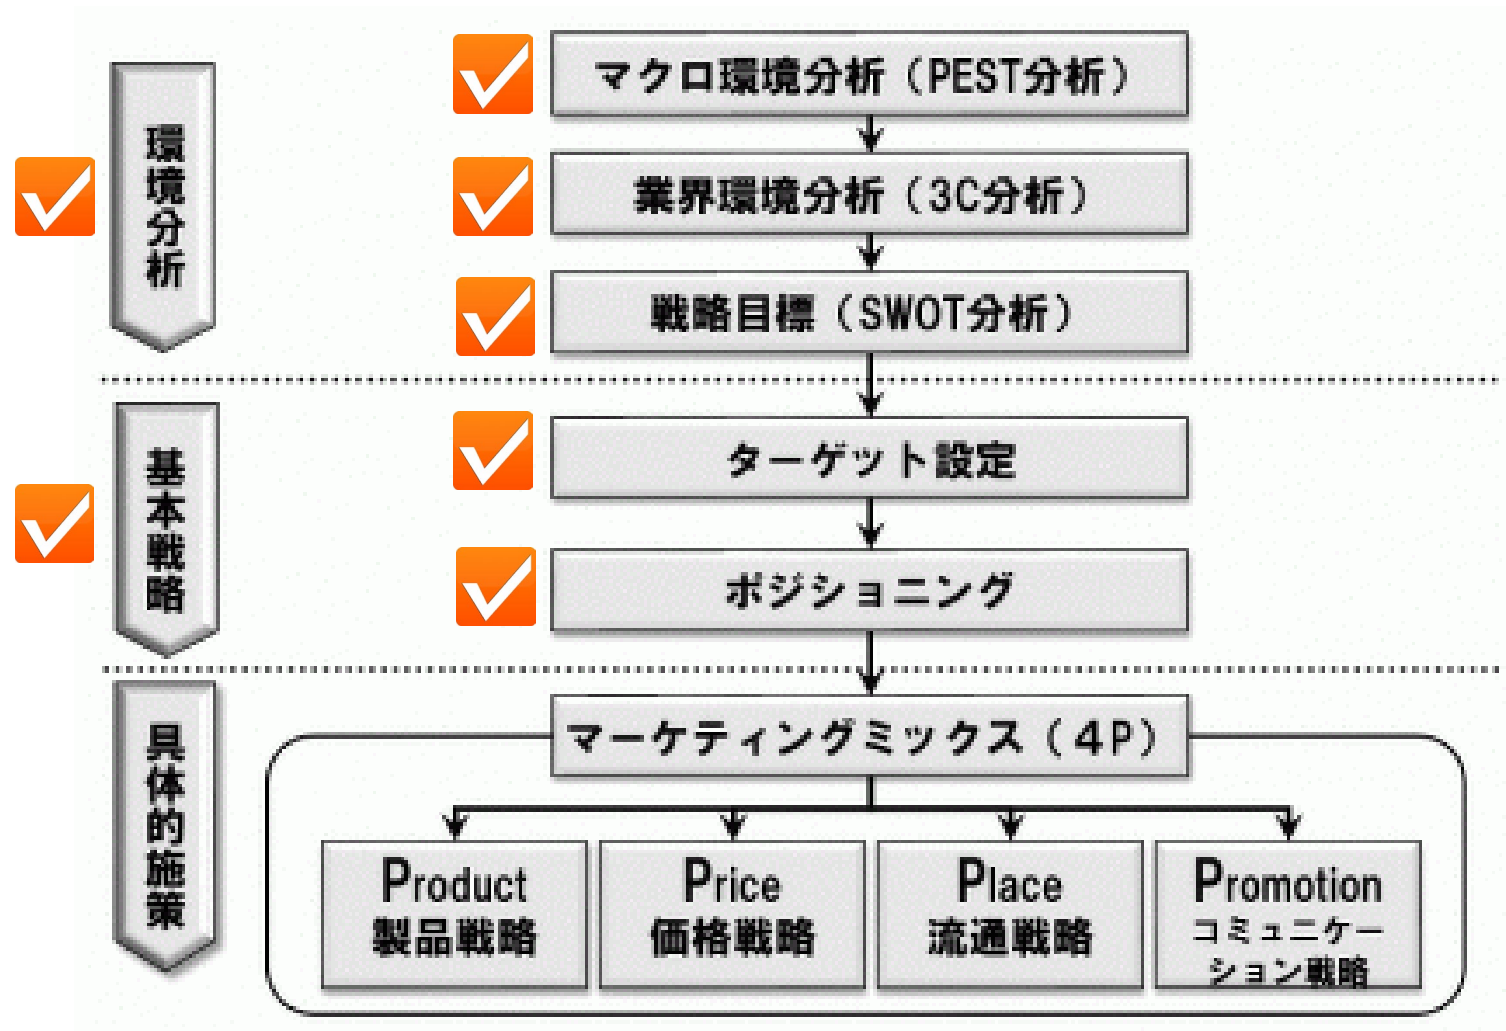 環境分析
マクロ環境分析（PEST分析）
業界環境分析（3C分析）
戦略目標（SWOT分析）
基本戦略
ターゲット設定
ポジショニング
具体的施策
マーケティングミックス（4P）
Product
製品戦略
Price
価格戦略
Place
流通戦略
Promotion
コミュニケー
ション戦略